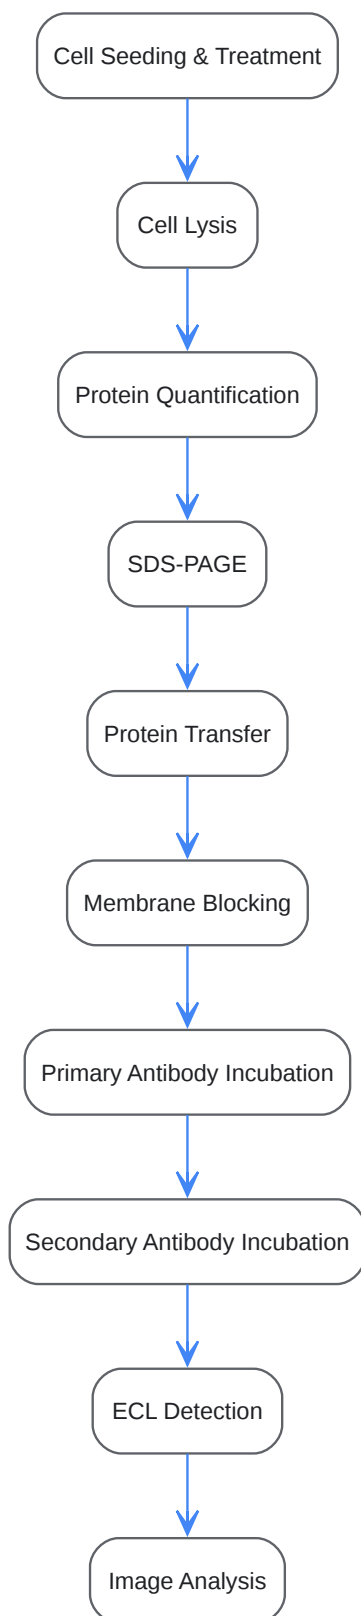 Cell Seeding & Treatment
Cell Lysis
Protein Quantification
SDS-PAGE
Protein Transfer
Membrane Blocking
Primary Antibody Incubation
Secondary Antibody Incubation
ECL Detection
Image Analysis